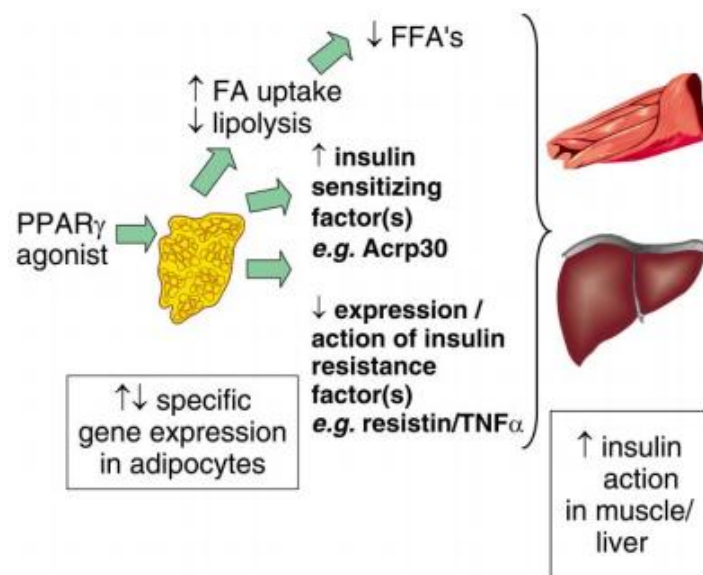 ↓ FFA's
↑ FA uptake
↓ lipolysis
PPARγ
agonist
↑ insulin
sensitizing
factor(s)
e.g. Acrp30
↓ expression /
action of insulin
resistance
factor(s)
e.g. resistin/TNFα
↑↓ specific
gene expression
in adipocytes
↑ insulin
action
in muscle/
liver